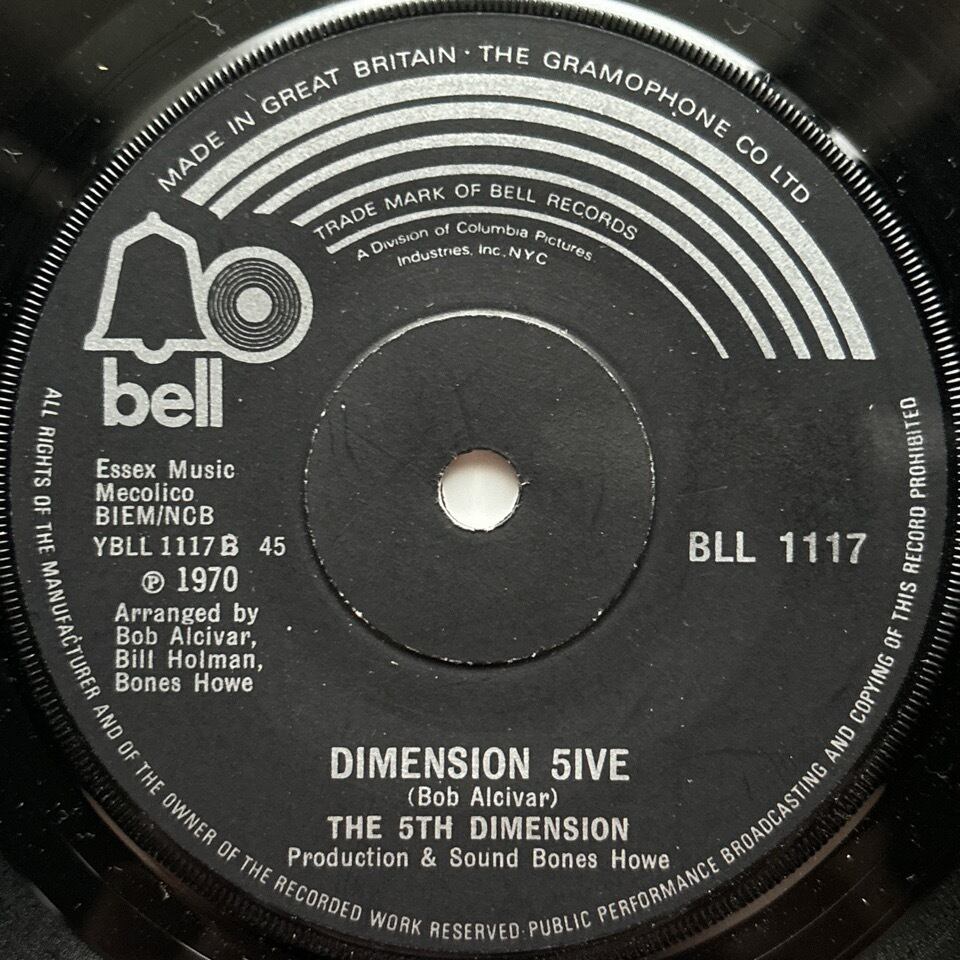 MADE IN GREAT BRITAIN · THE GRAMOPHONE CO LTD
TRADE MARK OF BELL RECORDS
A Division of Columbia Pictures
Industries, Inc. NYC
bell
Essex Music
Mecolico
BIEM/NCB
YBLL 1117 B 45
℗ 1970
Arranged by
Bob Alcivar,
Bill Holman,
Bones Howe
BLL 1117
DIMENSION 5IVE
(Bob Alcivar)
THE 5TH DIMENSION
Production & Sound Bones Howe
ALL RIGHTS OF THE MANUFACTURER AND OF THE OWNER OF THE RECORDED WORK RESERVED·PUBLIC PERFORMANCE BROADCASTING AND COPYING OF THIS RECORD PROHIBITED